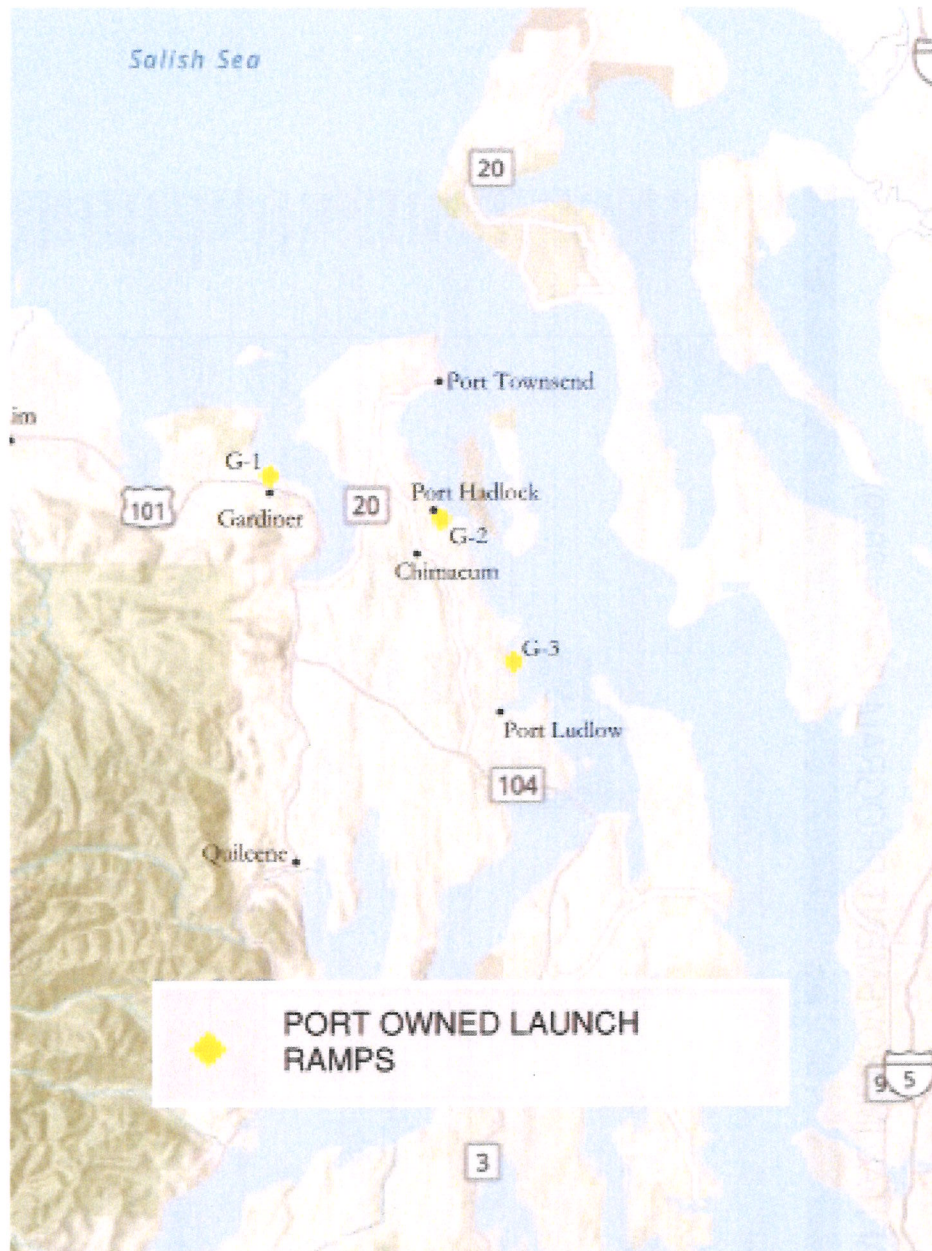 Salish Sea
20
Port Townsend
im
G-1
101
Gardiner
20
Port Hadlock
G-2
Chimacum
G-3
Port Ludlow
104
Quilcene
PORT OWNED LAUNCH
RAMPS
5
3